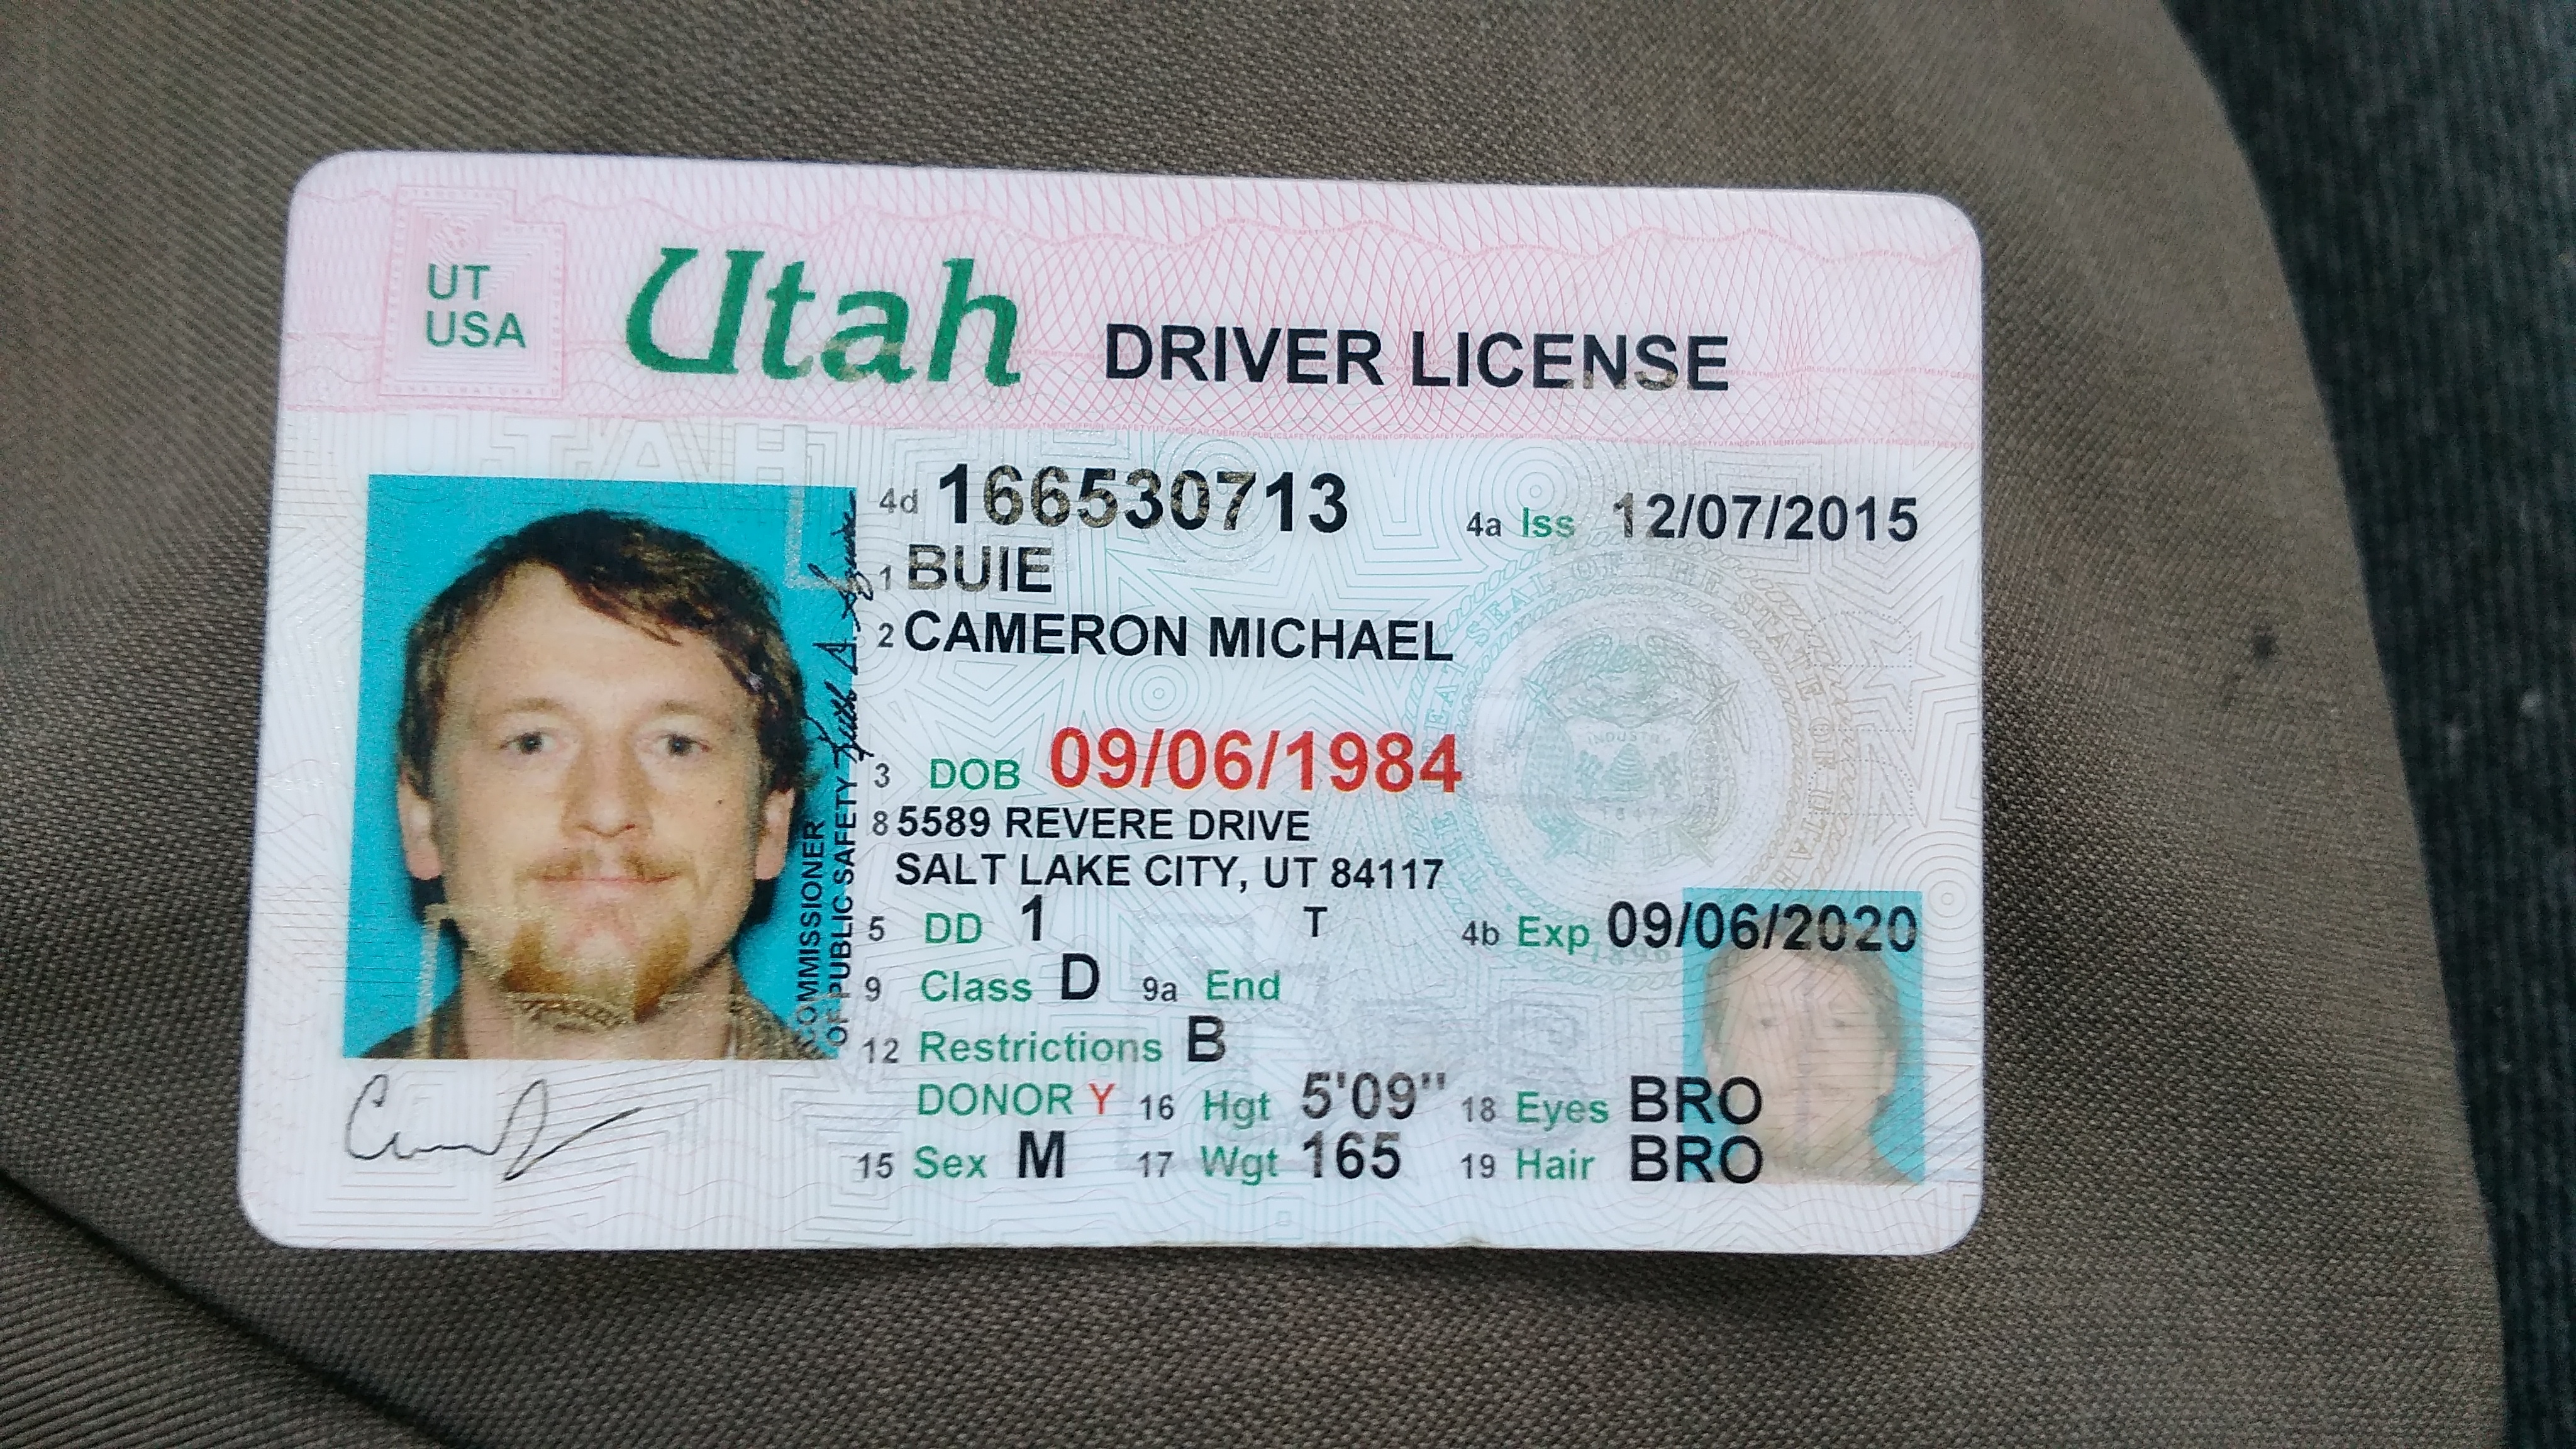 UT
USA
Utah DRIVER LICENSE
4d 166530713 4a Iss 12/07/2015
1 BUIE
2 CAMERON MICHAEL
3 DOB 09/06/1984
8 5589 REVERE DRIVE
SALT LAKE CITY, UT 84117
5 DD 1 T 4b Exp 09/06/2020
9 Class D 9a End
12 Restrictions B
DONOR Y 16 Hgt 5'09" 18 Eyes BRO
15 Sex M 17 Wgt 165 19 Hair BRO
COMMISSIONER
OF PUBLIC SAFETY
UTAH
THE GREAT SEAL OF THE STATE OF UTAH
INDUSTRY
1847
1896